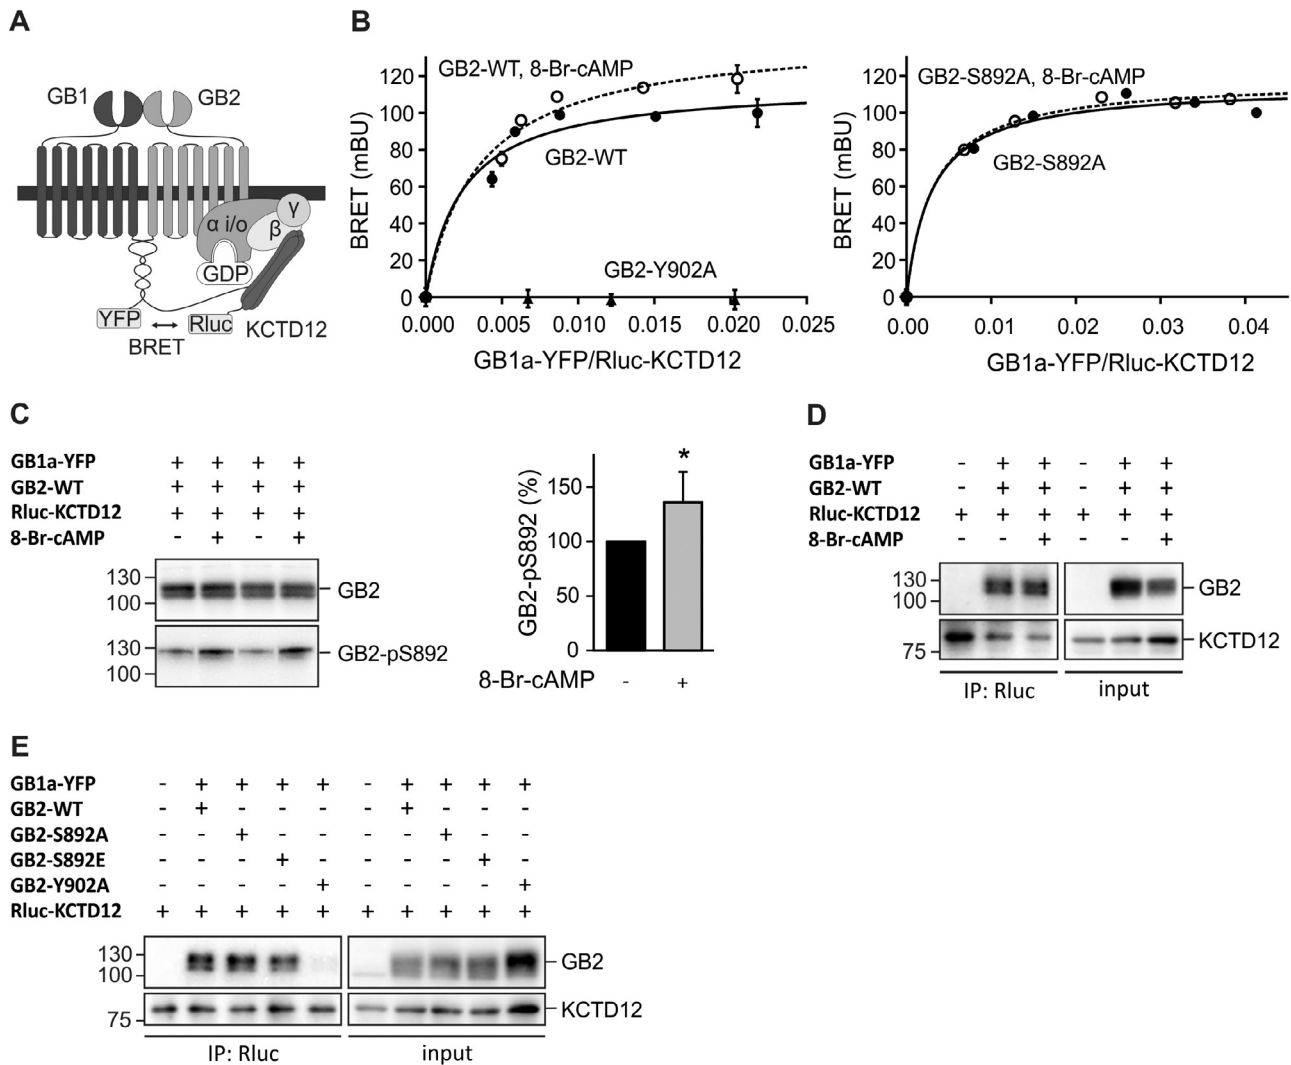 A
GB1
GB2
α i/o
β
γ
GDP
YFP
Rluc
KCTD12
BRET
B
BRET (mBU)
120
100
80
60
40
20
0
GB2-WT, 8-Br-cAMP
GB2-WT
GB2-Y902A
0.000 0.005 0.010 0.015 0.020 0.025
GB1a-YFP/Rluc-KCTD12
BRET (mBU)
120
100
80
60
40
20
0
GB2-S892A, 8-Br-cAMP
GB2-S892A
0.00 0.01 0.02 0.03 0.04
GB1a-YFP/Rluc-KCTD12
C
GB1a-YFP + + + +
GB2-WT + + + +
Rluc-KCTD12 + + + +
8-Br-cAMP - + - +
130
100
GB2
130
100
GB2-pS892
GB2-pS892 (%)
150
100
50
0
*
8-Br-cAMP - +
D
GB1a-YFP - + + - + +
GB2-WT - + + - + +
Rluc-KCTD12 + + + + + +
8-Br-cAMP - - + - - +
130
100
GB2
75
KCTD12
IP: Rluc input
E
GB1a-YFP - + + + + - + + + +
GB2-WT - + - - - - + - - -
GB2-S892A - - + - - - - + - -
GB2-S892E - - - + - - - - + -
GB2-Y902A - - - - + - - - - +
Rluc-KCTD12 + + + + + + + + + +
130
100
GB2
75
KCTD12
IP: Rluc input